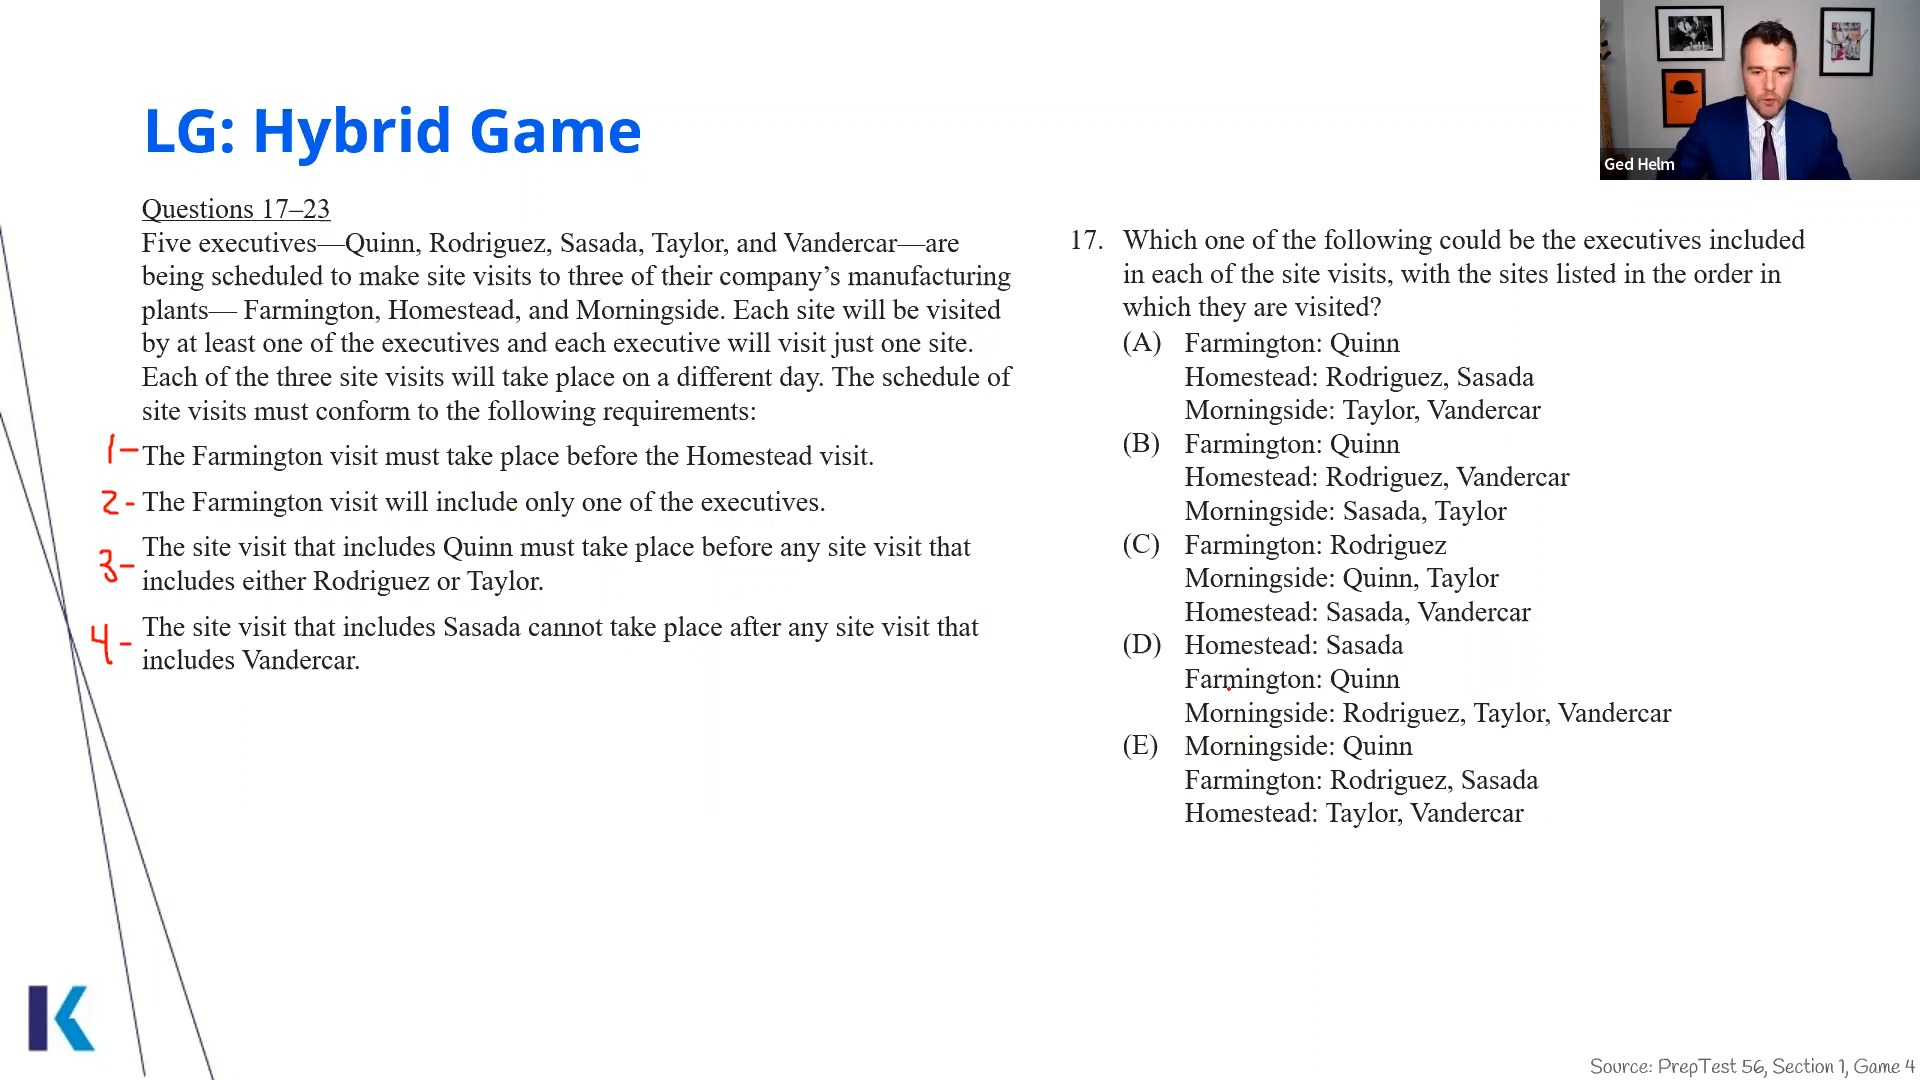 Ged Helm
LG: Hybrid Game
Questions 17–23
Five executives—Quinn, Rodriguez, Sasada, Taylor, and Vandercar—are
being scheduled to make site visits to three of their company’s manufacturing
plants— Farmington, Homestead, and Morningside. Each site will be visited
by at least one of the executives and each executive will visit just one site.
Each of the three site visits will take place on a different day. The schedule of
site visits must conform to the following requirements:
1- The Farmington visit must take place before the Homestead visit.
2- The Farmington visit will include only one of the executives.
3- The site visit that includes Quinn must take place before any site visit that
includes either Rodriguez or Taylor.
4- The site visit that includes Sasada cannot take place after any site visit that
includes Vandercar.
17. Which one of the following could be the executives included
in each of the site visits, with the sites listed in the order in
which they are visited?
(A) Farmington: Quinn
Homestead: Rodriguez, Sasada
Morningside: Taylor, Vandercar
(B) Farmington: Quinn
Homestead: Rodriguez, Vandercar
Morningside: Sasada, Taylor
(C) Farmington: Rodriguez
Morningside: Quinn, Taylor
Homestead: Sasada, Vandercar
(D) Homestead: Sasada
Farmington: Quinn
Morningside: Rodriguez, Taylor, Vandercar
(E) Morningside: Quinn
Farmington: Rodriguez, Sasada
Homestead: Taylor, Vandercar
K
Source: PrepTest 56, Section 1, Game 4